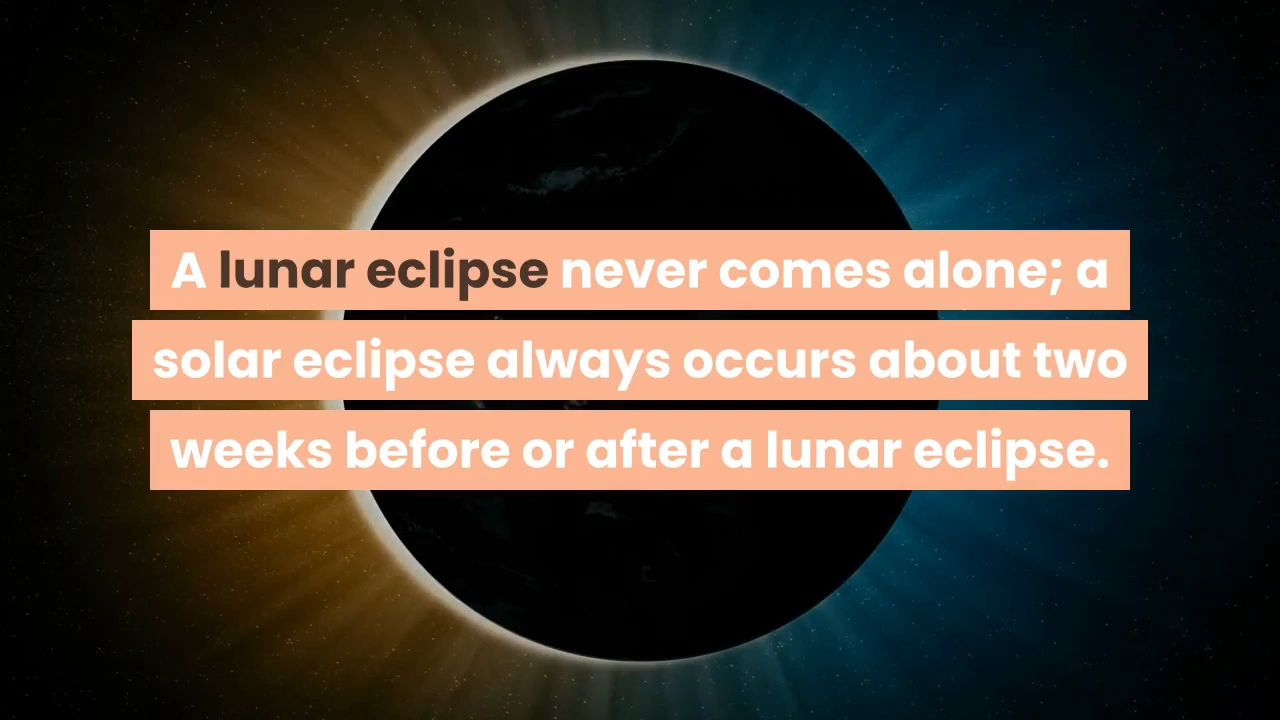 A lunar eclipse never comes alone; a
solar eclipse always occurs about two
weeks before or after a lunar eclipse.